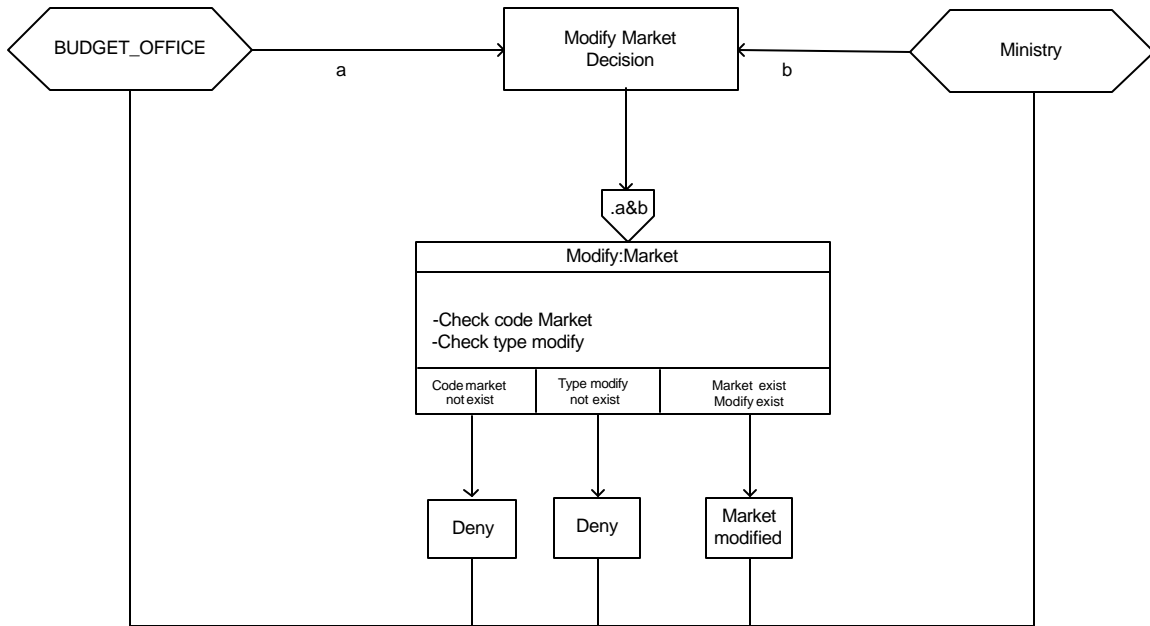 BUDGET_OFFICE
Modify Market
Decision
Ministry
a
b
.a&b
Modify:Market
-Check code Market
-Check type modify
Code market
not exist
Type modify
not exist
Market exist
Modify exist
Deny
Deny
Market
modified